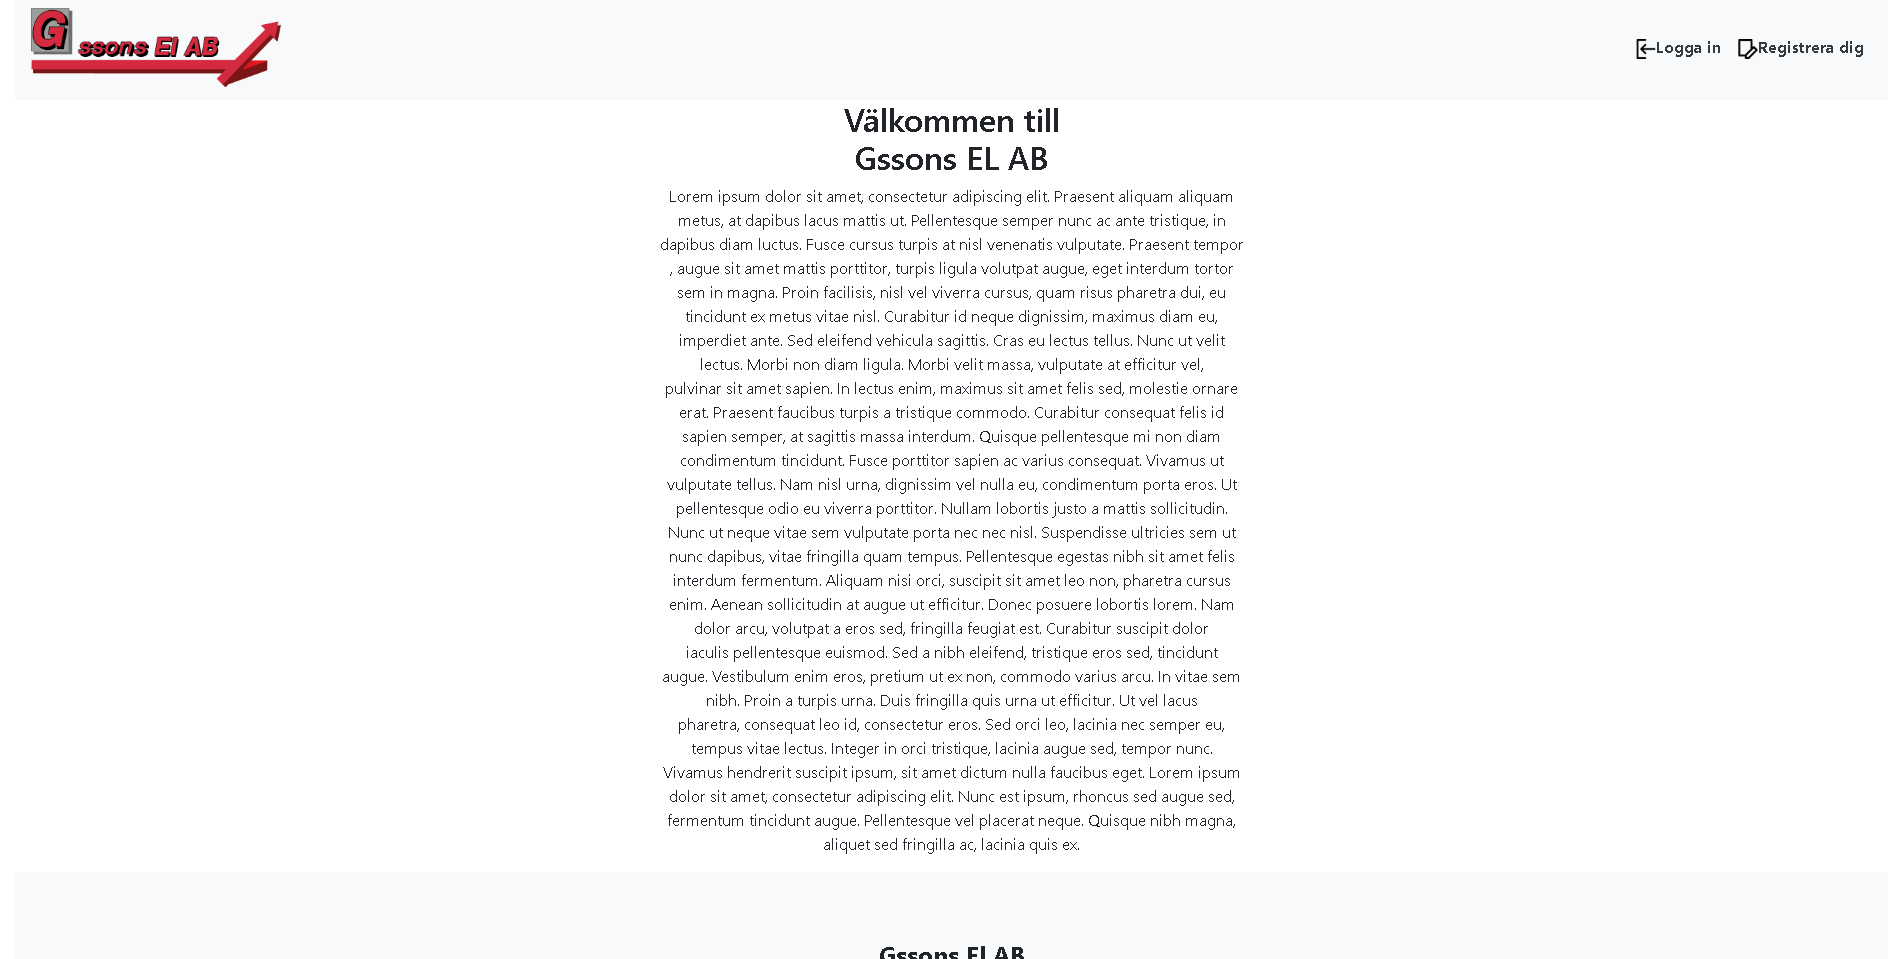 Gssons El AB
Logga in
Registrera dig
Välkommen till
Gssons EL AB
Lorem ipsum dolor sit amet, consectetur adipiscing elit. Praesent aliquam aliquam
metus, at dapibus lacus mattis ut. Pellentesque semper nunc ac ante tristique, in
dapibus diam luctus. Fusce cursus turpis at nisl venenatis vulputate. Praesent tempor
, augue sit amet mattis porttitor, turpis ligula volutpat augue, eget interdum tortor
sem in magna. Proin facilisis, nisl vel viverra cursus, quam risus pharetra dui, eu
tincidunt ex metus vitae nisl. Curabitur id neque dignissim, maximus diam eu,
imperdiet ante. Sed eleifend vehicula sagittis. Cras eu lectus tellus. Nunc ut velit
lectus. Morbi non diam ligula. Morbi velit massa, vulputate at efficitur vel,
pulvinar sit amet sapien. In lectus enim, maximus sit amet felis sed, molestie ornare
erat. Praesent faucibus turpis a tristique commodo. Curabitur consequat felis id
sapien semper, at sagittis massa interdum. Quisque pellentesque mi non diam
condimentum tincidunt. Fusce porttitor sapien ac varius consequat. Vivamus ut
vulputate tellus. Nam nisl urna, dignissim vel nulla eu, condimentum porta eros. Ut
pellentesque odio eu viverra porttitor. Nullam lobortis justo a mattis sollicitudin.
Nunc ut neque vitae sem vulputate porta nec nec nisl. Suspendisse ultricies sem ut
nunc dapibus, vitae fringilla quam tempus. Pellentesque egestas nibh sit amet felis
interdum fermentum. Aliquam nisi orci, suscipit sit amet leo non, pharetra cursus
enim. Aenean sollicitudin at augue ut efficitur. Donec posuere lobortis lorem. Nam
dolor arcu, volutpat a eros sed, fringilla feugiat est. Curabitur suscipit dolor
iaculis pellentesque euismod. Sed a nibh eleifend, tristique eros sed, tincidunt
augue. Vestibulum enim eros, pretium ut ex non, commodo varius arcu. In vitae sem
nibh. Proin a turpis urna. Duis fringilla quis urna ut efficitur. Ut vel lacus
pharetra, consequat leo id, consectetur eros. Sed orci leo, lacinia nec semper eu,
tempus vitae lectus. Integer in orci tristique, lacinia augue sed, tempor nunc.
Vivamus hendrerit suscipit ipsum, sit amet dictum nulla faucibus eget. Lorem ipsum
dolor sit amet, consectetur adipiscing elit. Nunc est ipsum, rhoncus sed augue sed,
fermentum tincidunt augue. Pellentesque vel placerat neque. Quisque nibh magna,
aliquet sed fringilla ac, lacinia quis ex.
Gssons El AB